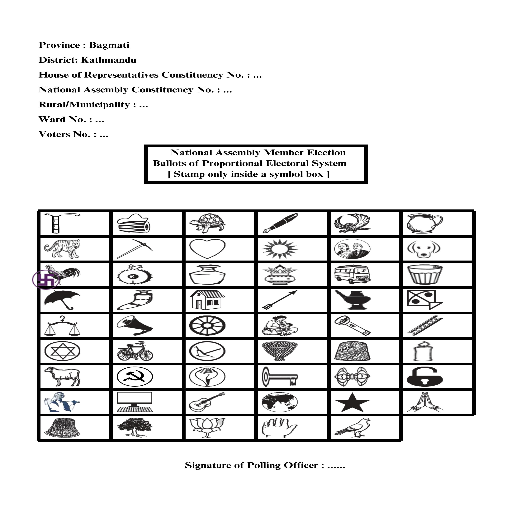 Province : Bagmati
District: Kathmandu
House of Representatives Constituency No. : ...
National Assembly Constituency No. : ...
Rural/Municipality : ...
Ward No. : ...
Voters No. : ...
National Assembly Member Election
Ballots of Proportional Electoral System
[ Stamp only inside a symbol box ]
Signature of Polling Officer : ......